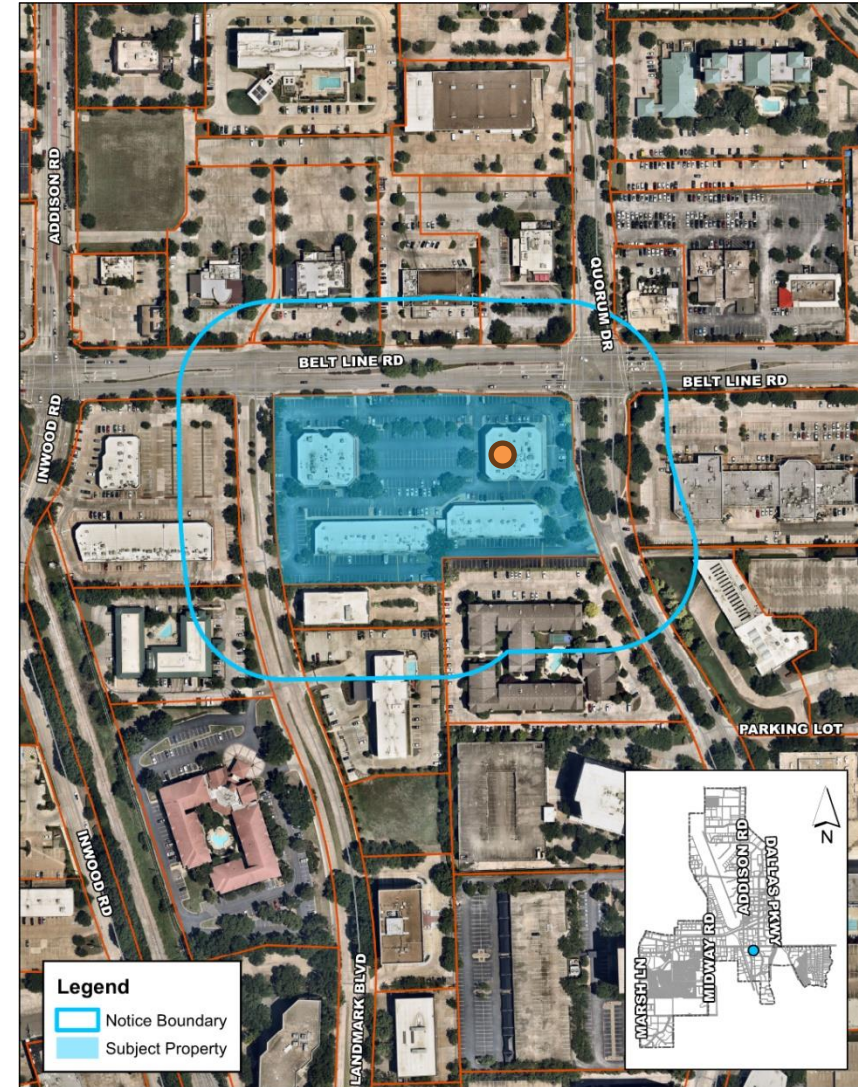 ADDISON RD
QUORUM DR
BELT LINE RD
BELT LINE RD
INWOOD RD
PARKING LOT
INWOOD RD
LANDMARK BLVD
Legend
Notice Boundary
Subject Property
N
ADDISON RD
DALLAS PKWY
MIDWAY RD
MARSH LN